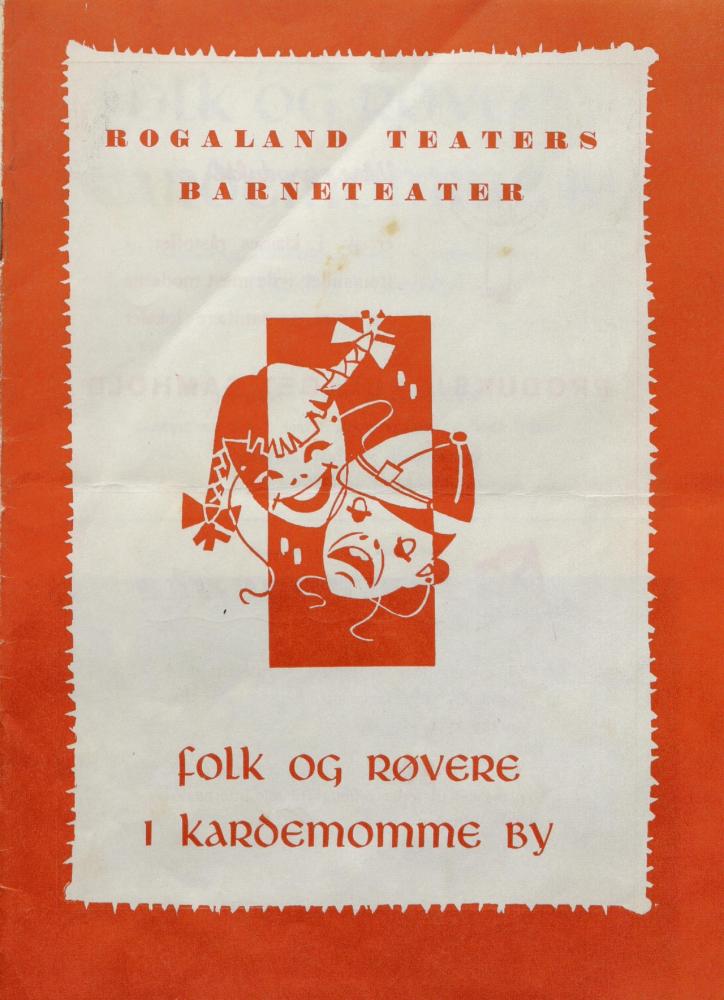 ROGALAND TEATERS
BARNETEATER
folk og røvere
i kardemomme by